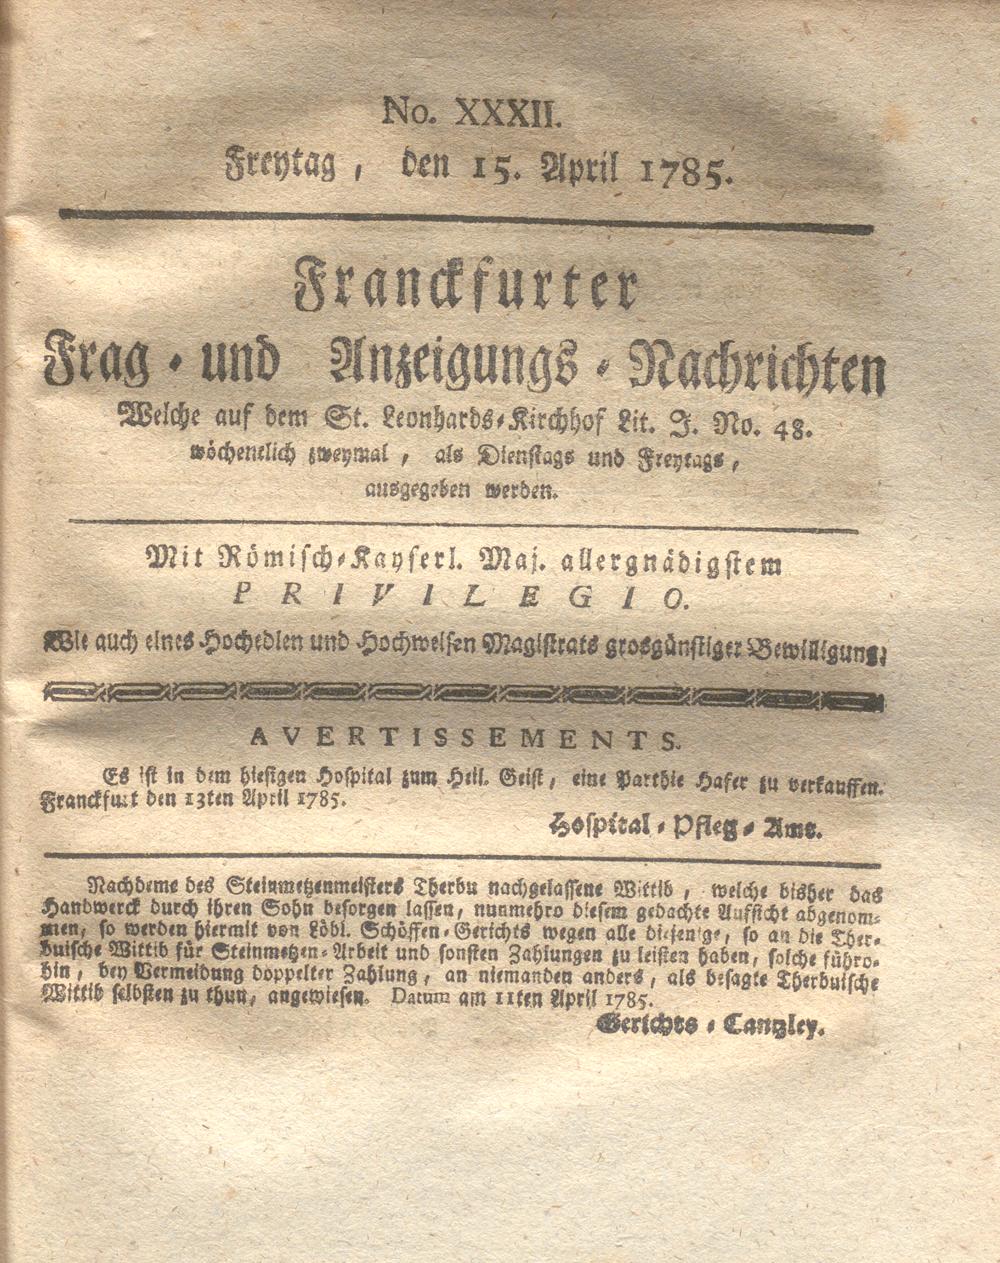 No. XXXII.
Freytag, den 15. April 1785.
Franckfurter
Frag- und Anzeigungs-Nachrichten
Welche auf dem St. Leonhards-Kirchhof Lit. J. No. 48.
wöchentlich zweymal, als Dienstags und Freytags,
ausgegeben werden.
Mit Römisch-Kayserl. Maj. allergnädigstem
PRIVILEGIO.
Wie auch eines Hochedlen und Hochweisen Magistrats grosgünstiger Bewilligung.
AVERTISSEMENTS.
Es ist in dem hiesigen Hospital zum Heil. Geist, eine Parthie Hafer zu verkauffen.
Franckfurt den 13ten April 1785.
Hospital-Pfleg-Amt.
Nachdeme des Steinmetzenmeisters Therbu nachgelassene Wittib, welche bisher das
Handwerck durch ihren Sohn besorgen lassen, nunmehro diesem gedachte Aufsicht abgenom-
men, so werden hiermit von Löbl. Schöffen-Gerichts wegen alle diejenige, so an die Ther-
buische Wittib für Steinmetzen-Arbeit und sonsten Zahlungen zu leisten haben, solche führo-
hin, bey Vermeidung doppelter Zahlung, an niemanden anders, als besagte Therbuische
Wittib selbsten zu thun, angewiesen. Datum am 11ten April 1785.
Gerichts-Cantzley.